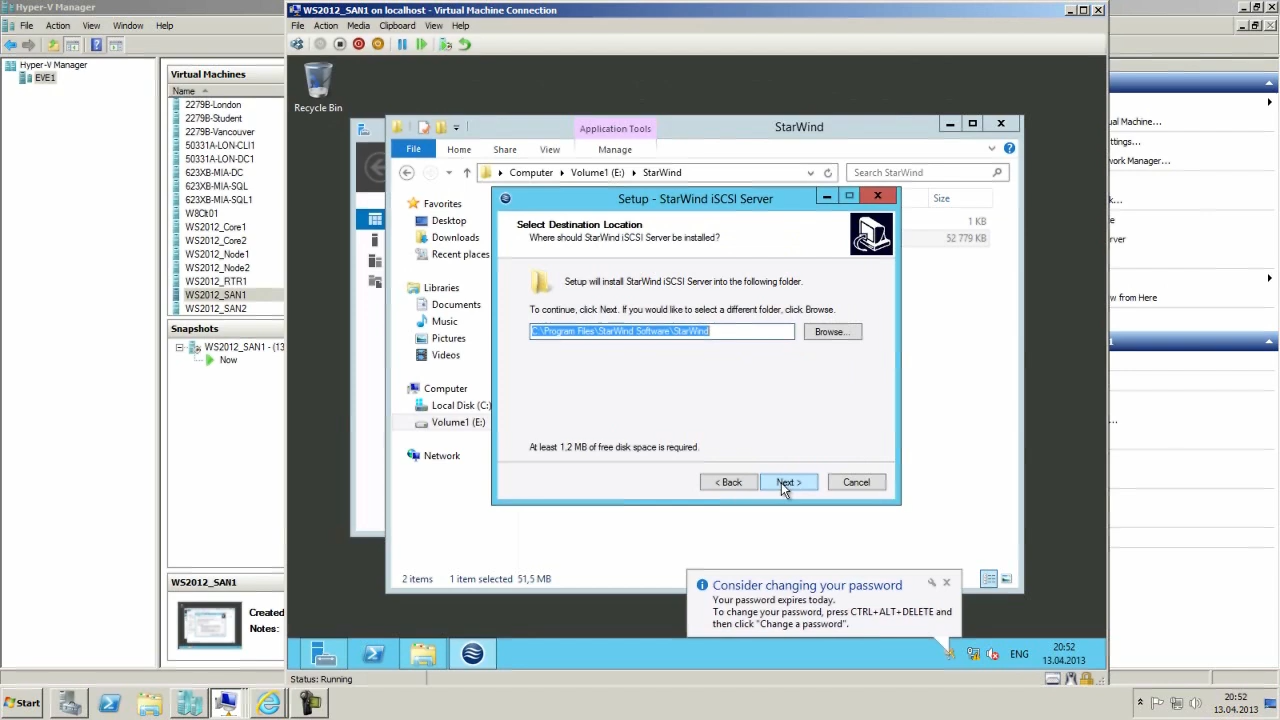 Hyper-V Manager
File Action View Window Help
Hyper-V Manager
EVE1
Virtual Machines
Name
2279B-London
2279B-Student
2279B-Vancouver
50331A-LON-CLI1
50331A-LON-DC1
623XB-MIA-DC
623XB-MIA-SQL
623XB-MIA-SQL1
W8Clt01
WS2012_Core1
WS2012_Core2
WS2012_Node1
WS2012_Node2
WS2012_RTR1
WS2012_SAN1
WS2012_SAN2
Snapshots
WS2012_SAN1 - (13
Now
WS2012_SAN1
Created
Notes:
WS2012_SAN1 on localhost - Virtual Machine Connection
File Action Media Clipboard View Help
Recycle Bin
Application Tools
StarWind
File Home Share View Manage
Computer Volume1 (E:) StarWind
Search StarWind
Favorites
Desktop
Downloads
Recent places
Libraries
Documents
Music
Pictures
Videos
Computer
Local Disk (C:)
Volume1 (E:)
Network
Size
1 KB
52 779 KB
2 items 1 item selected 51,5 MB
Setup - StarWind iSCSI Server
Select Destination Location
Where should StarWind iSCSI Server be installed?
Setup will install StarWind iSCSI Server into the following folder.
To continue, click Next. If you would like to select a different folder, click Browse.
C:\Program Files\StarWind Software\StarWind
Browse...
At least 1,2 MB of free disk space is required.
< Back
Next >
Cancel
Consider changing your password
Your password expires today.
To change your password, press CTRL+ALT+DELETE and
then click "Change a password".
ENG
20:52
13.04.2013
Status: Running
Machine...
ttings...
work Manager...
erver
ow from Here
1
...
Start
20:52
13.04.2013